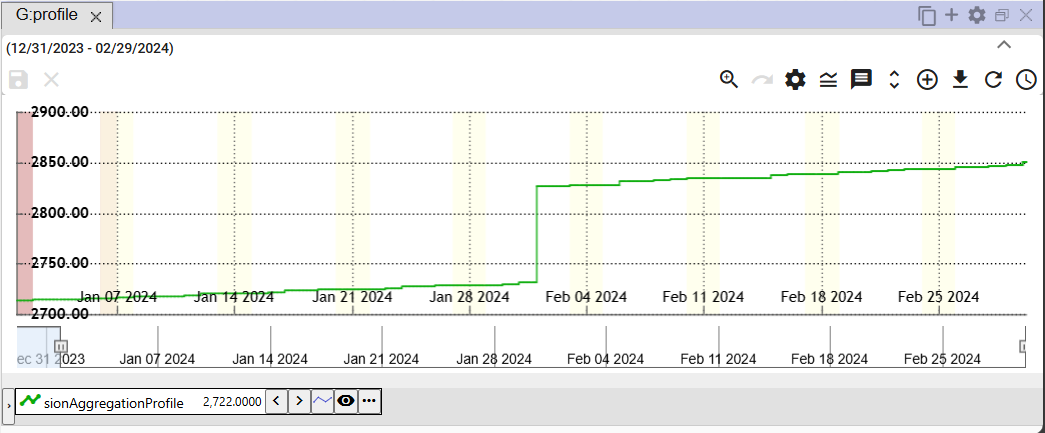 G:profile
(12/31/2023 - 02/29/2024)
2900.00
2850.00
2800.00
2750.00
2700.00
Jan 07 2024 Jan 14 2024 Jan 21 2024 Jan 28 2024 Feb 04 2024 Feb 11 2024 Feb 18 2024 Feb 25 2024
ec 31 2023 Jan 07 2024 Jan 14 2024 Jan 21 2024 Jan 28 2024 Feb 04 2024 Feb 11 2024 Feb 18 2024 Feb 25 2024
sionAggregationProfile 2,722.0000